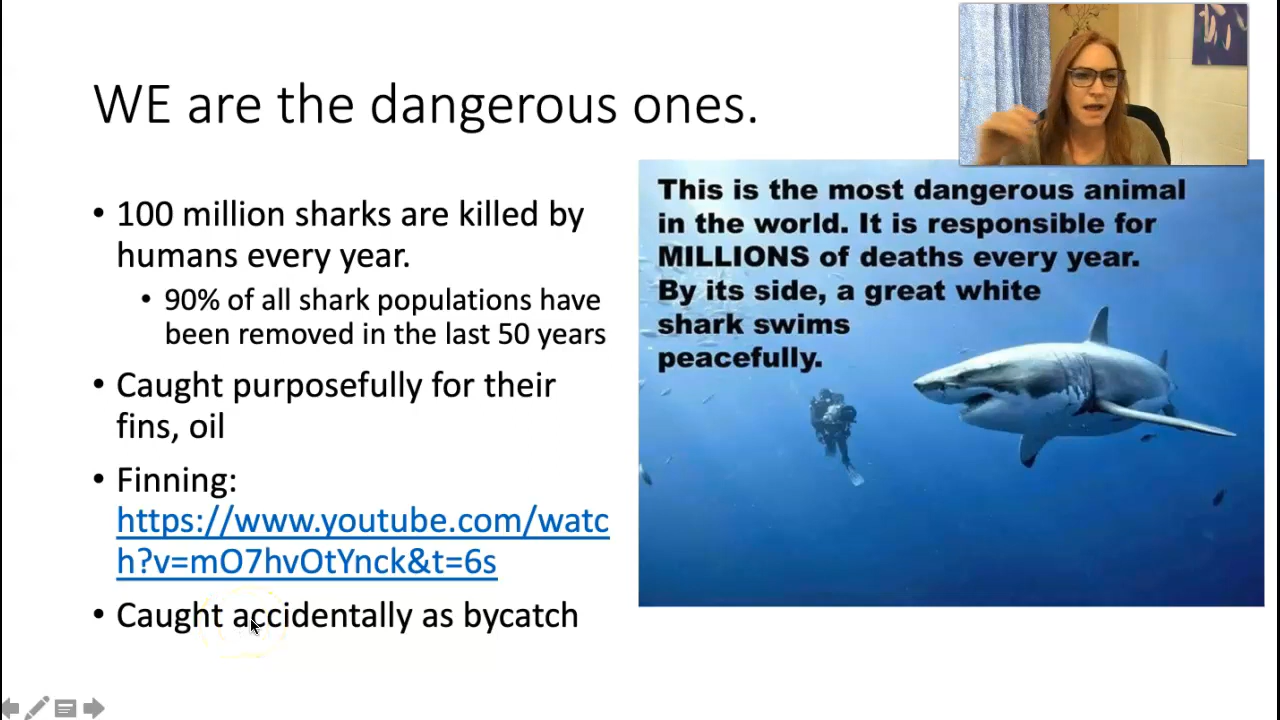 WE are the dangerous ones.
• 100 million sharks are killed by
humans every year.
• 90% of all shark populations have
been removed in the last 50 years
• Caught purposefully for their
fins, oil
• Finning:
https://www.youtube.com/watc
h?v=mO7hvOtYnck&t=6s
• Caught accidentally as bycatch
This is the most dangerous animal
in the world. It is responsible for
MILLIONS of deaths every year.
By its side, a great white
shark swims
peacefully.